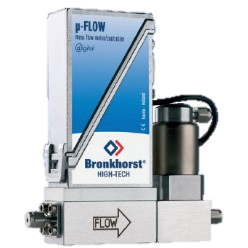 µ-FLOW
mass flow meter/controller
digital
Bronkhorst®
HIGH-TECH
FLOW